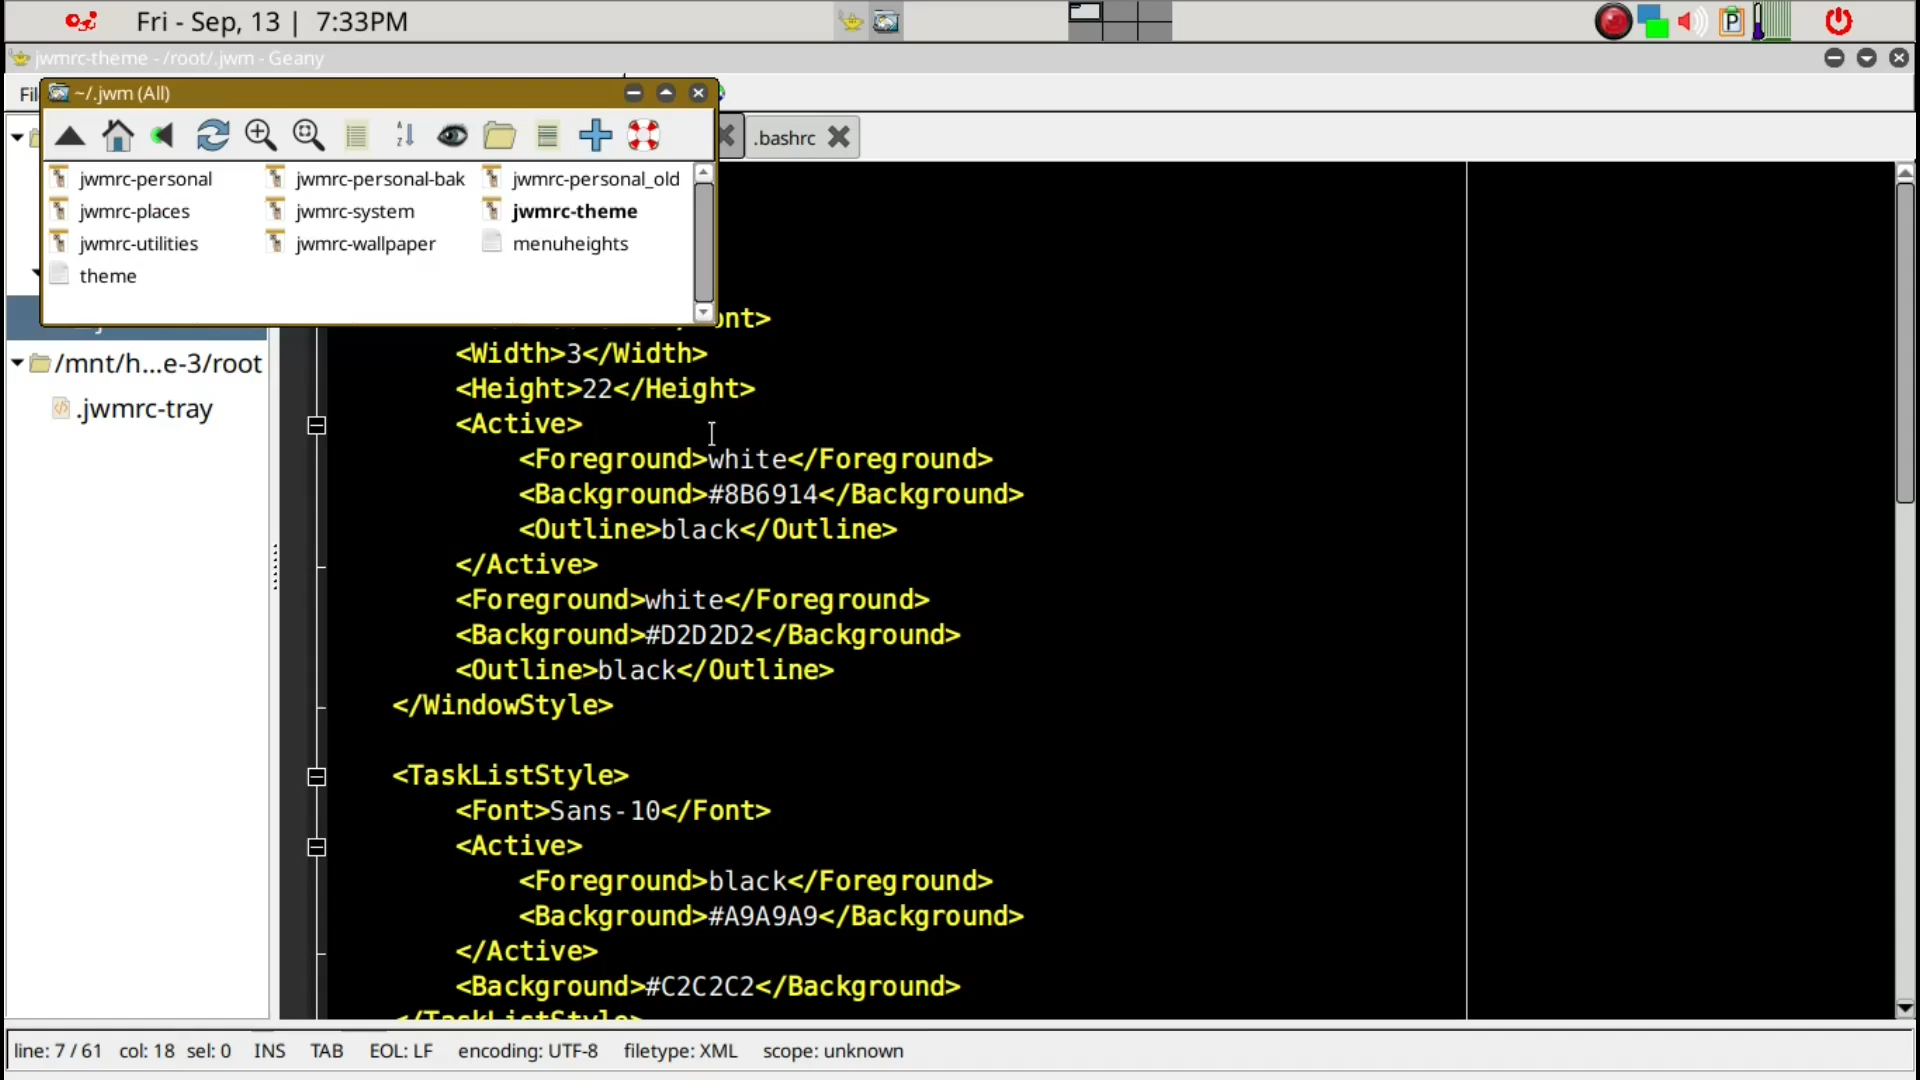 Fri - Sep, 13 | 7:33PM
P
jwmrc-theme - /root/.jwm - Geany
Fil
~/.jwm (All)
.bashrc
jwmrc-personal jwmrc-personal-bak jwmrc-personal_old
jwmrc-places jwmrc-system jwmrc-theme
jwmrc-utilities jwmrc-wallpaper menuheights
theme
ont>
<Width>3</Width>
<Height>22</Height>
/mnt/h...e-3/root
.jwmrc-tray
<Active>
<Foreground>white</Foreground>
<Background>#8B6914</Background>
<Outline>black</Outline>
</Active>
<Foreground>white</Foreground>
<Background>#D2D2D2</Background>
<Outline>black</Outline>
</WindowStyle>
<TaskListStyle>
<Font>Sans-10</Font>
<Active>
<Foreground>black</Foreground>
<Background>#A9A9A9</Background>
</Active>
<Background>#C2C2C2</Background>
</TaskListStyle>
line: 7 / 61 col: 18 sel: 0 INS TAB EOL: LF encoding: UTF-8 filetype: XML scope: unknown